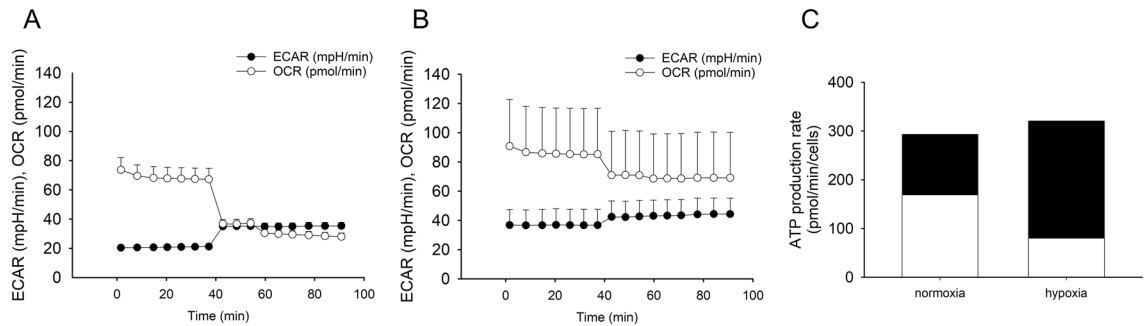 A
ECAR (mpH/min)
OCR (pmol/min)
ECAR (mpH/min), OCR (pmol/min)
140
120
100
80
60
40
20
0
0 20 40 60 80 100
Time (min)
B
ECAR (mpH/min)
OCR (pmol/min)
ECAR (mpH/min), OCR (pmol/min)
140
120
100
80
60
40
20
0
0 20 40 60 80 100
Time (min)
C
ATP production rate
(pmol/min/cells)
400
300
200
100
0
normoxia hypoxia